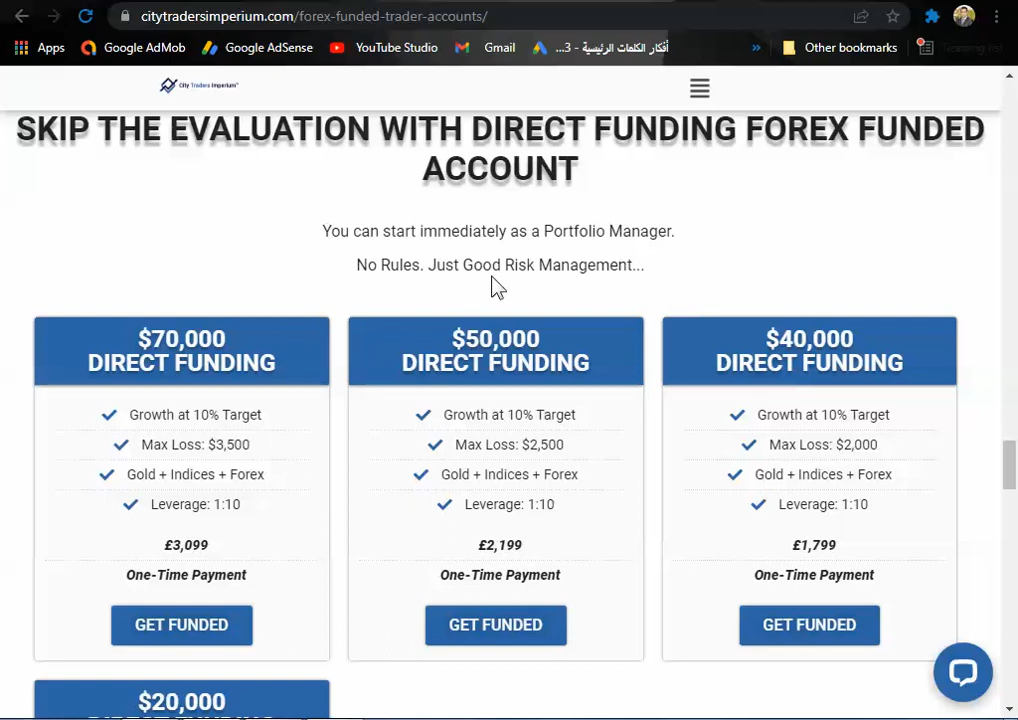 citytradersimperium.com/forex-funded-trader-accounts/
Apps
Google AdMob
Google AdSense
YouTube Studio
Gmail
أفكار الكلمات الرئيسية - 3...
»
Other bookmarks
City Traders Imperium
SKIP THE EVALUATION WITH DIRECT FUNDING FOREX FUNDED
ACCOUNT
You can start immediately as a Portfolio Manager.
No Rules. Just Good Risk Management...
$70,000
DIRECT FUNDING
Growth at 10% Target
Max Loss: $3,500
Gold + Indices + Forex
Leverage: 1:10
£3,099
One-Time Payment
GET FUNDED
$50,000
DIRECT FUNDING
Growth at 10% Target
Max Loss: $2,500
Gold + Indices + Forex
Leverage: 1:10
£2,199
One-Time Payment
GET FUNDED
$40,000
DIRECT FUNDING
Growth at 10% Target
Max Loss: $2,000
Gold + Indices + Forex
Leverage: 1:10
£1,799
One-Time Payment
GET FUNDED
$20,000
DIRECT FUNDING